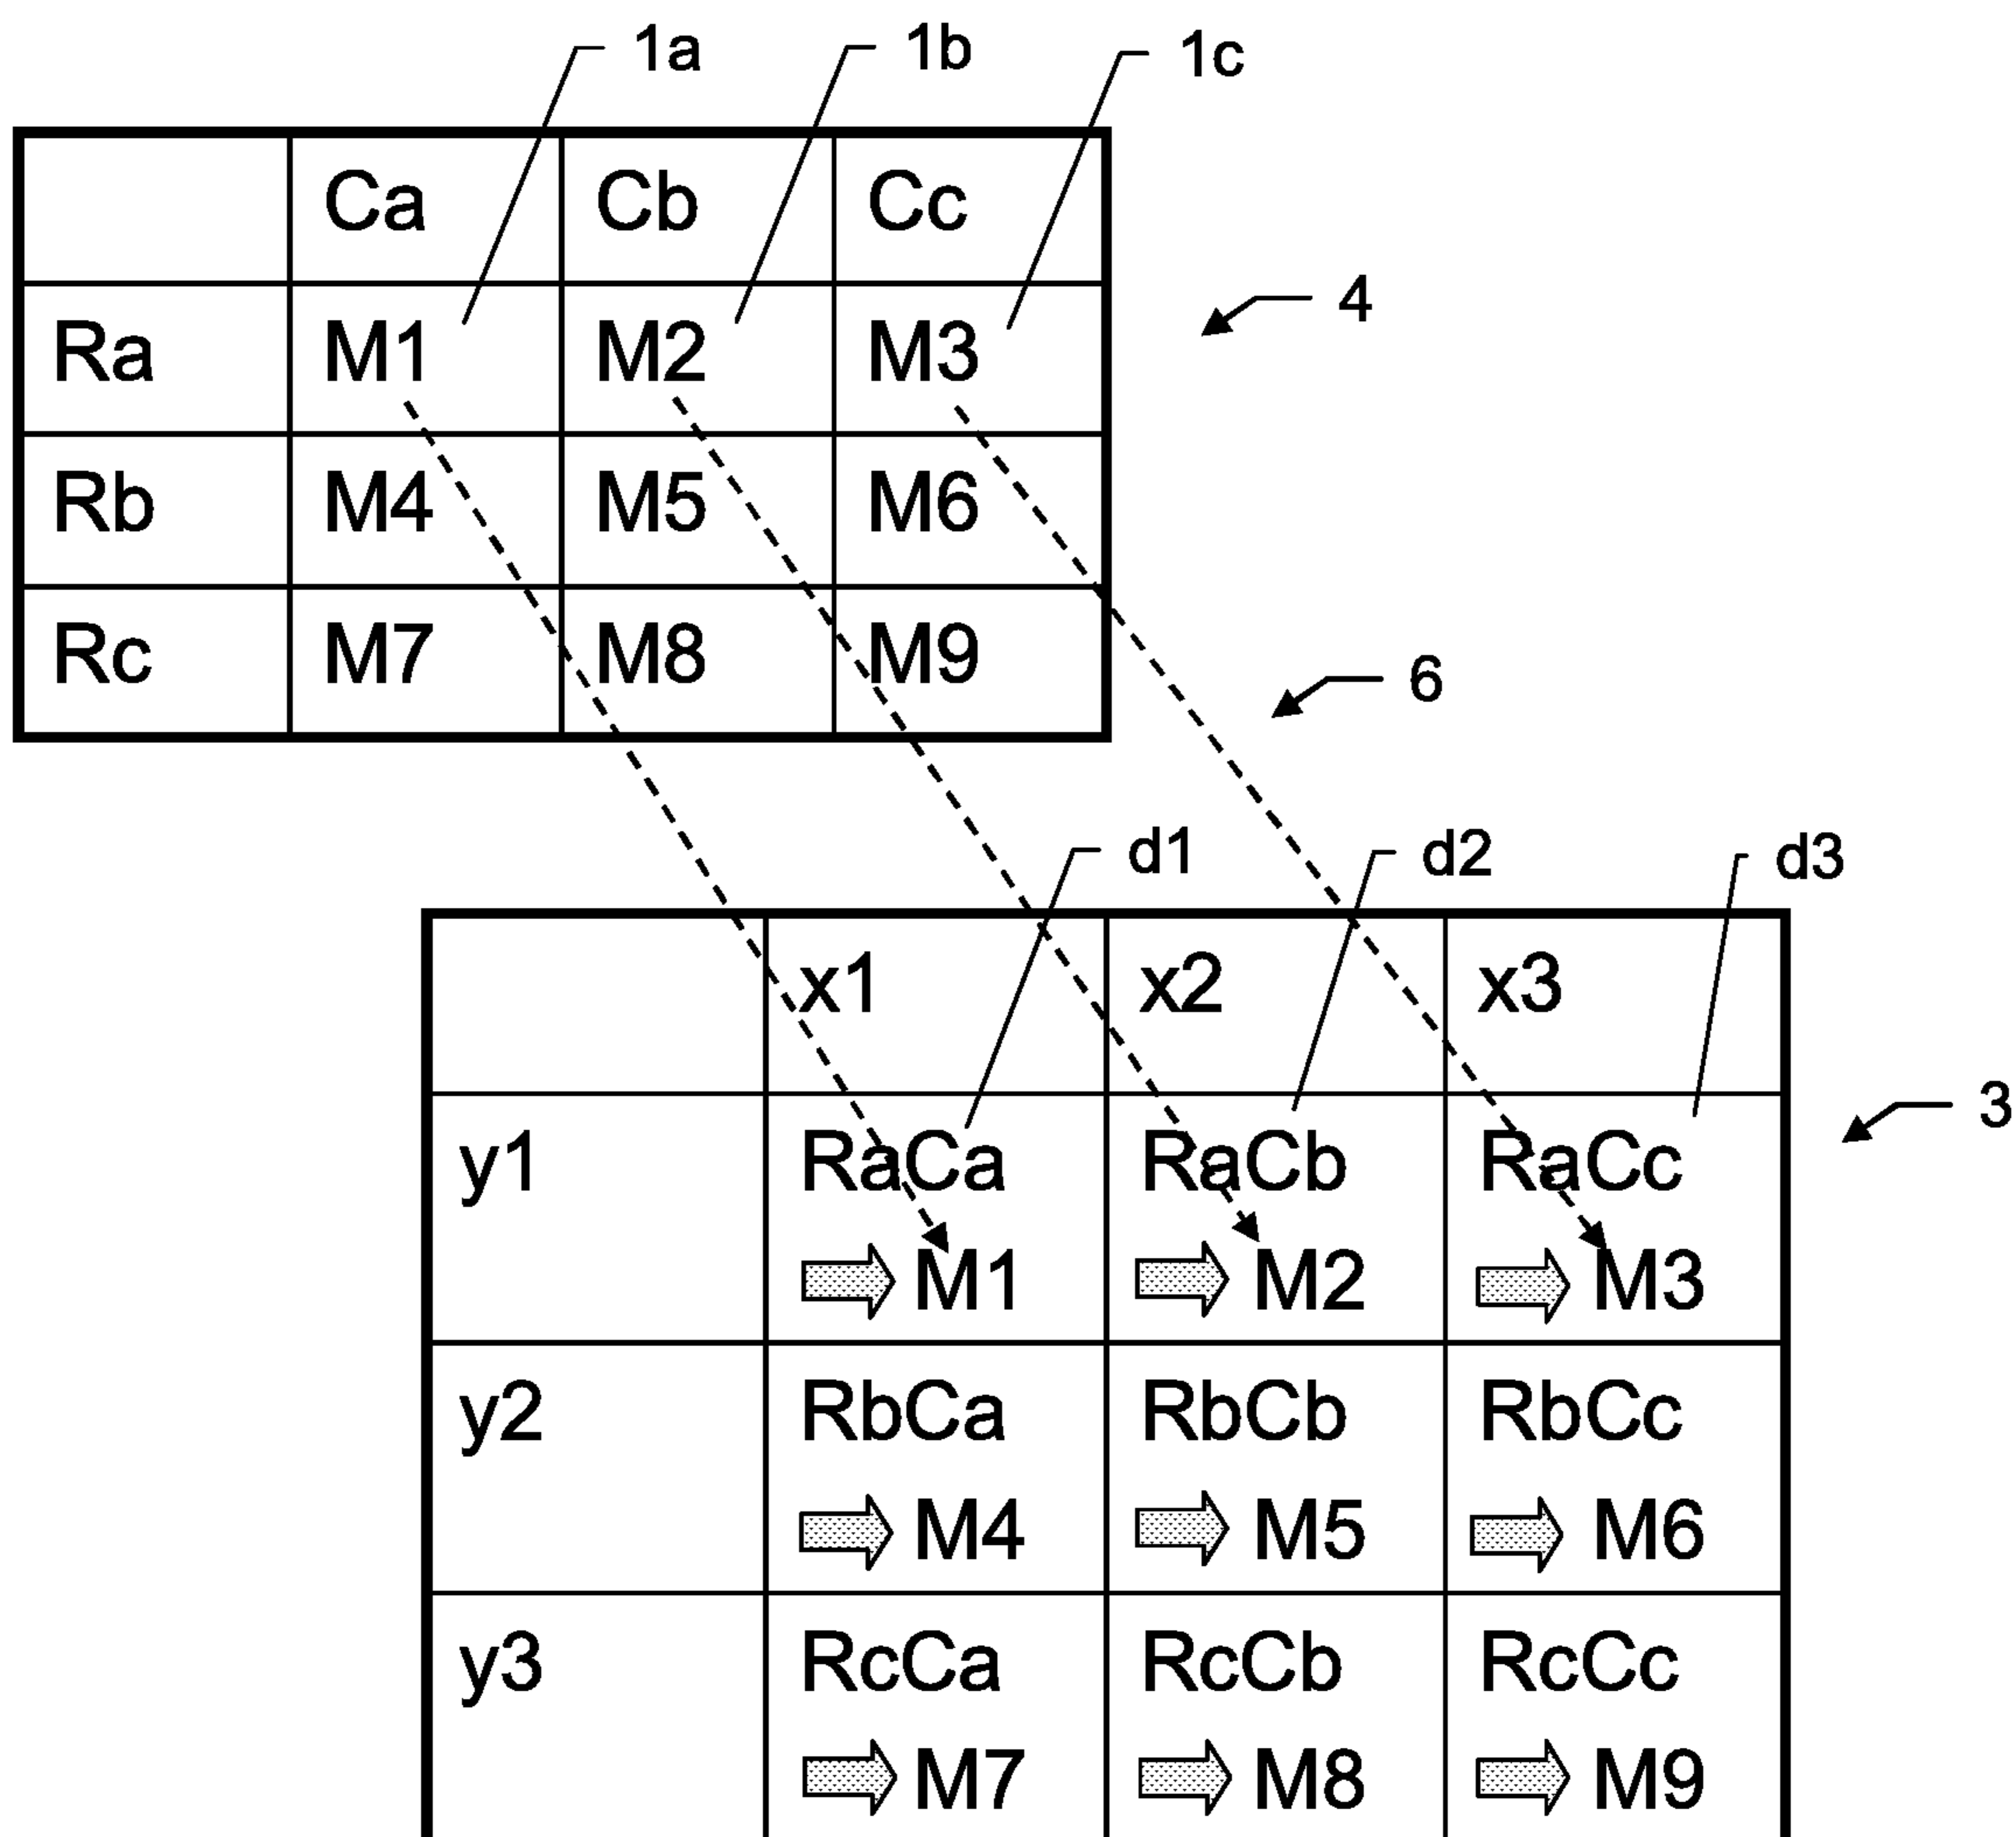 1a 1b 1c
Ca Cb Cc
Ra M1 M2 M3
4
Rb M4 M5 M6
Rc M7 M8 M9
6
d1 d2 d3
x1 x2 x3
3
y1 RaCa RaCb RaCc
M1 M2 M3
y2 RbCa RbCb RbCc
M4 M5 M6
y3 RcCa RcCb RcCc
M7 M8 M9